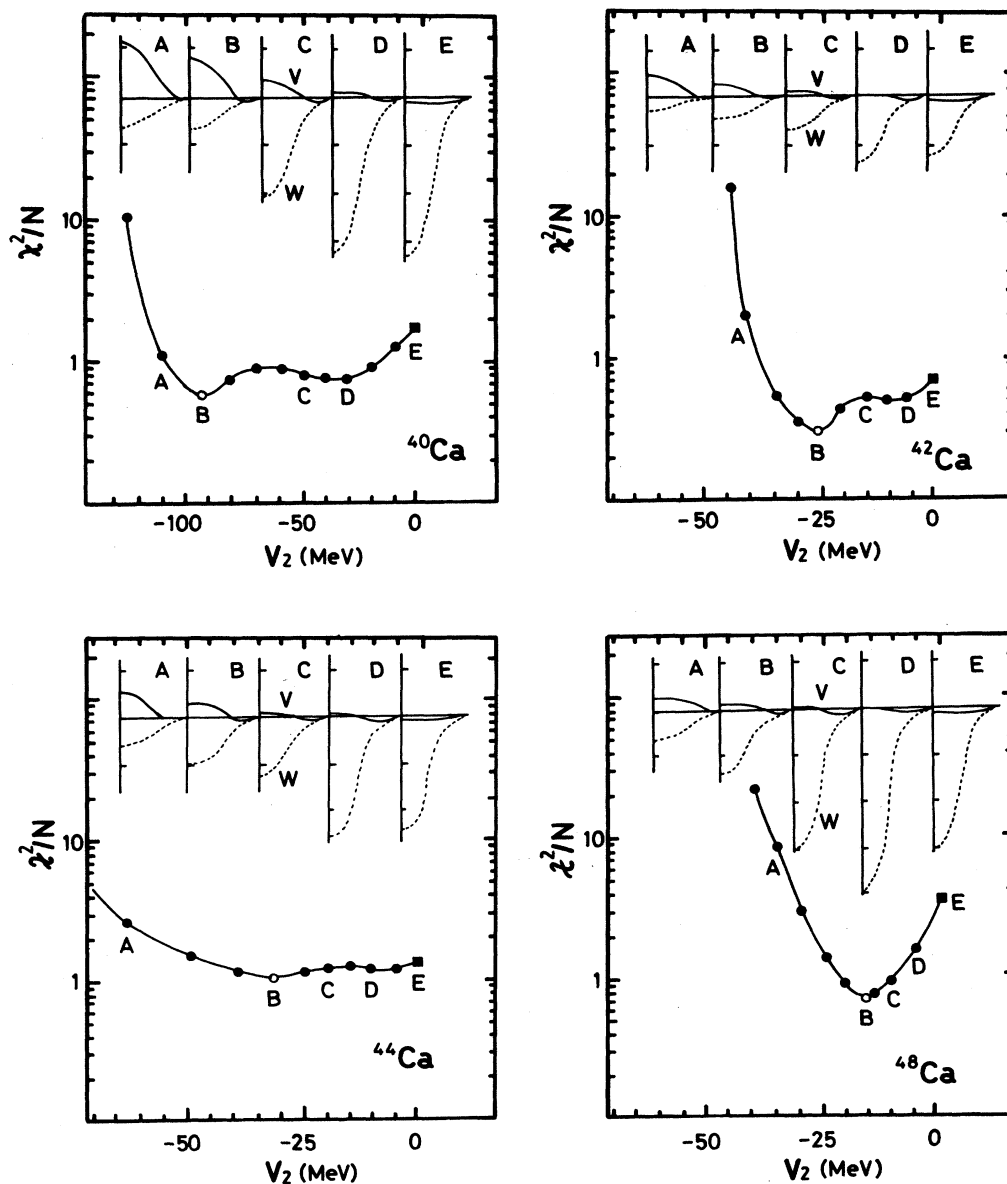 A B C D E
V
W
χ²/N
10
1
A B C D E
⁴⁰Ca
-100 -50 0
V₂ (MeV)
A B C D E
V
W
χ²/N
10
1
A B C D E
⁴²Ca
-50 -25 0
V₂ (MeV)
A B C D E
V
W
χ²/N
10
1
A B C D E
⁴⁴Ca
-50 -25 0
V₂ (MeV)
A B C D E
V
W
χ²/N
10
1
A B C D E
⁴⁸Ca
-50 -25 0
V₂ (MeV)